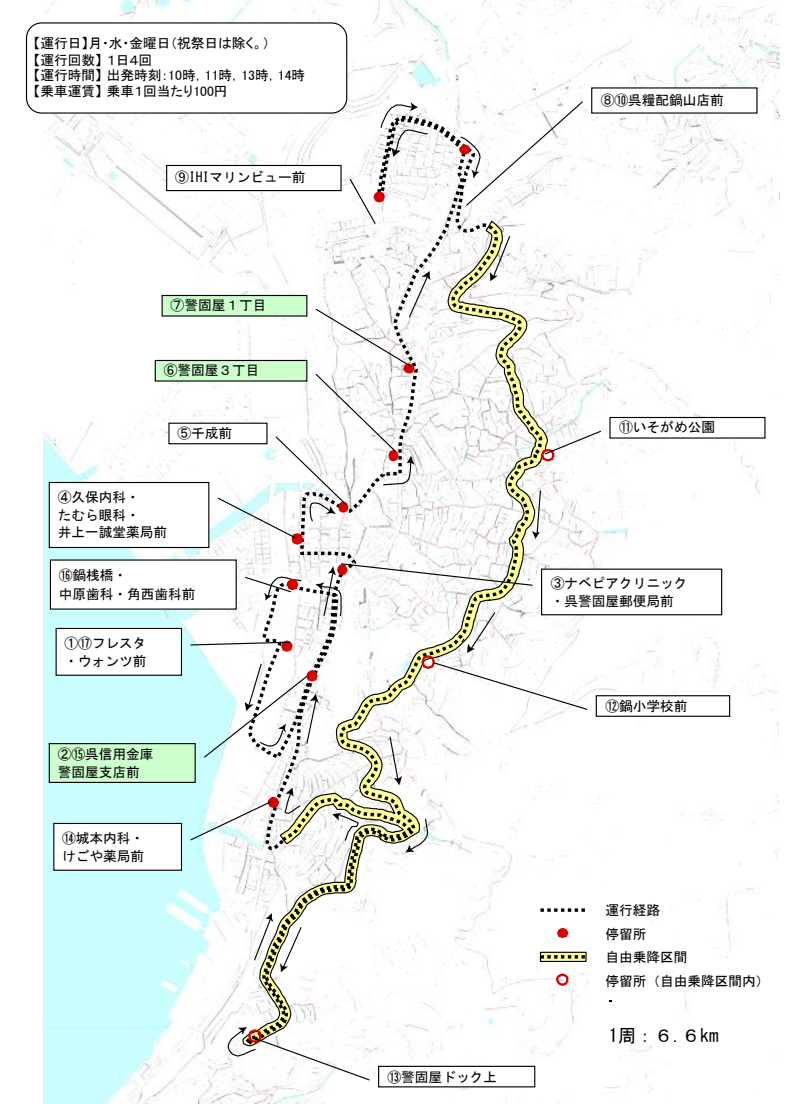 【運行日】月・水・金曜日(祝祭日は除く。)
【運行回数】 1日4回
【運行時間】 出発時刻:10時, 11時, 13時, 14時
【乗車運賃】 乗車1回当たり100円
⑧⑩呉糧配鍋山店前
⑨IHIマリンビュー前
⑦警固屋1丁目
⑥警固屋3丁目
⑤千成前
⑪いそがめ公園
④久保内科・
たむら眼科・
井上一誠堂薬局前
⑯鍋桟橋・
中原歯科・角西歯科前
③ナベピアクリニック
・呉警固屋郵便局前
①⑰フレスタ
・ウォンツ前
⑫鍋小学校前
②⑮呉信用金庫
警固屋支店前
⑭城本内科・
けごや薬局前
運行経路
停留所
自由乗降区間
停留所(自由乗降区間内)
1周:6.6km
⑬警固屋ドック上